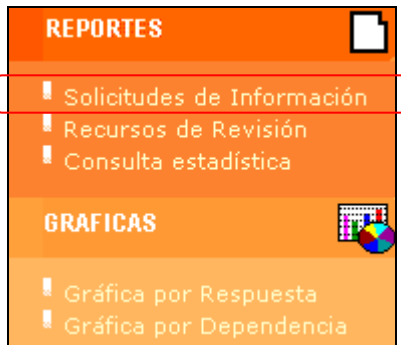 REPORTES
Solicitudes de Información
Recursos de Revisión
Consulta estadística
GRAFICAS
Gráfica por Respuesta
Gráfica por Dependencia